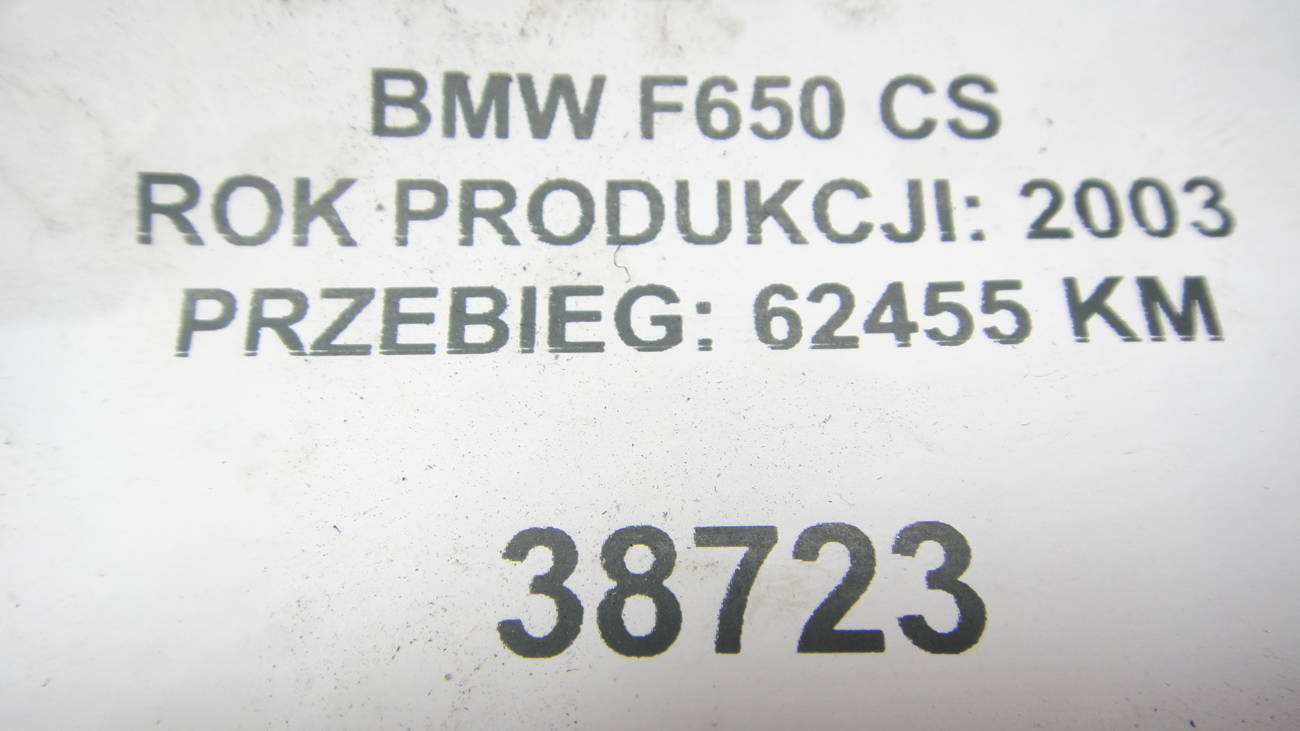 BMW F650 CS
ROK PRODUKCJI: 2003
PRZEBIEG: 62455 KM
38723